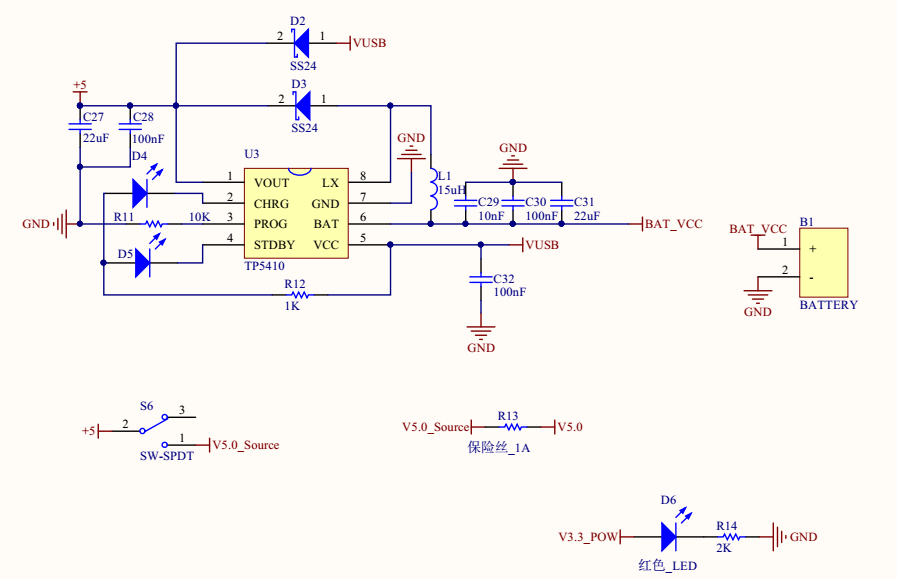 D2
2 1 VUSB
SS24
+5
D3
2 1
SS24
C27
22uF
C28
100nF
GND
GND
D4
U3
1 VOUT LX 8
2 CHRG GND 7
3 PROG BAT 6
4 STDBY VCC 5
TP5410
L1
15uH
C29
10nF
C30
100nF
C31
22uF
GND R11 10K
BAT_VCC
D5
VUSB
R12
1K
C32
100nF
GND
B1
BAT_VCC
1 +
2 -
GND
BATTERY
S6
3
+5 2
1 V5.0_Source
SW-SPDT
R13
V5.0_Source V5.0
保险丝_1A
D6
V3.3_POW R14 GND
2K
红色_LED